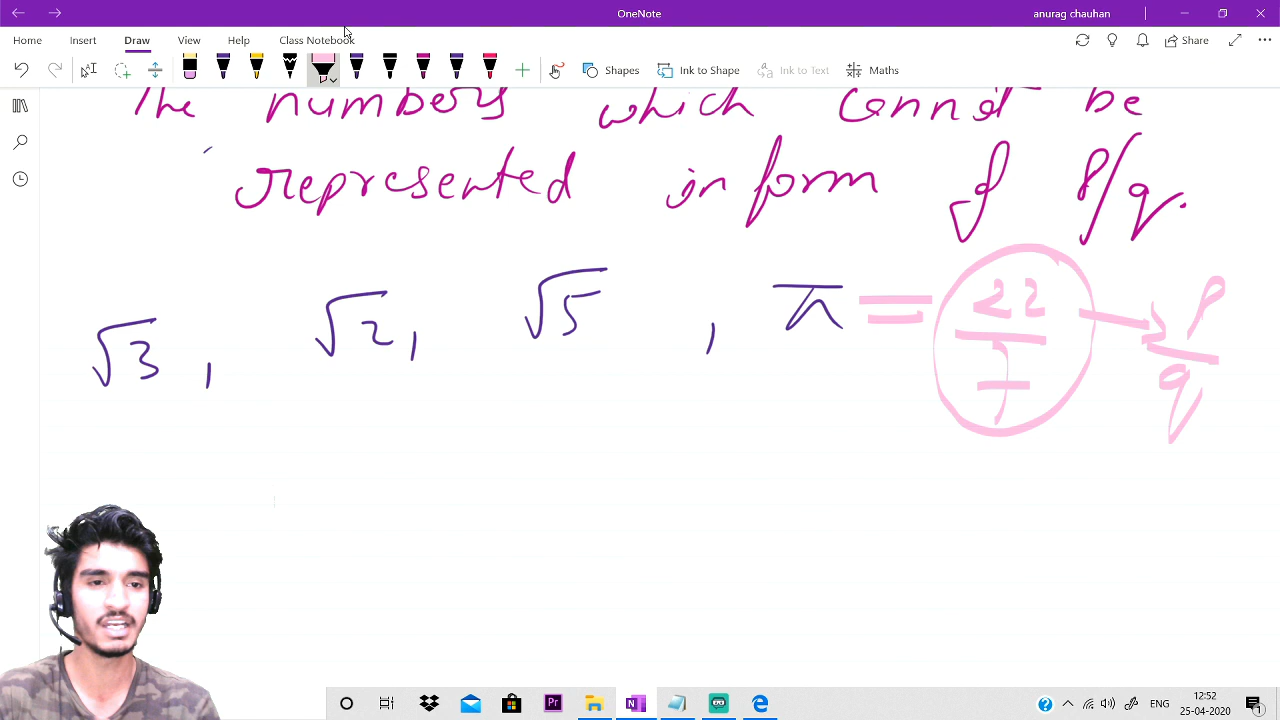 OneNote
anurag chauhan
Home Insert Draw View Help Class Notebook
Share
Shapes Ink to Shape Ink to Text Maths
The numbers which cannot be
represented in form of p/q.
√3, √2, √5, π = 22/7 → p/q
Pr N
ENG
12:52
25-04-2020
1